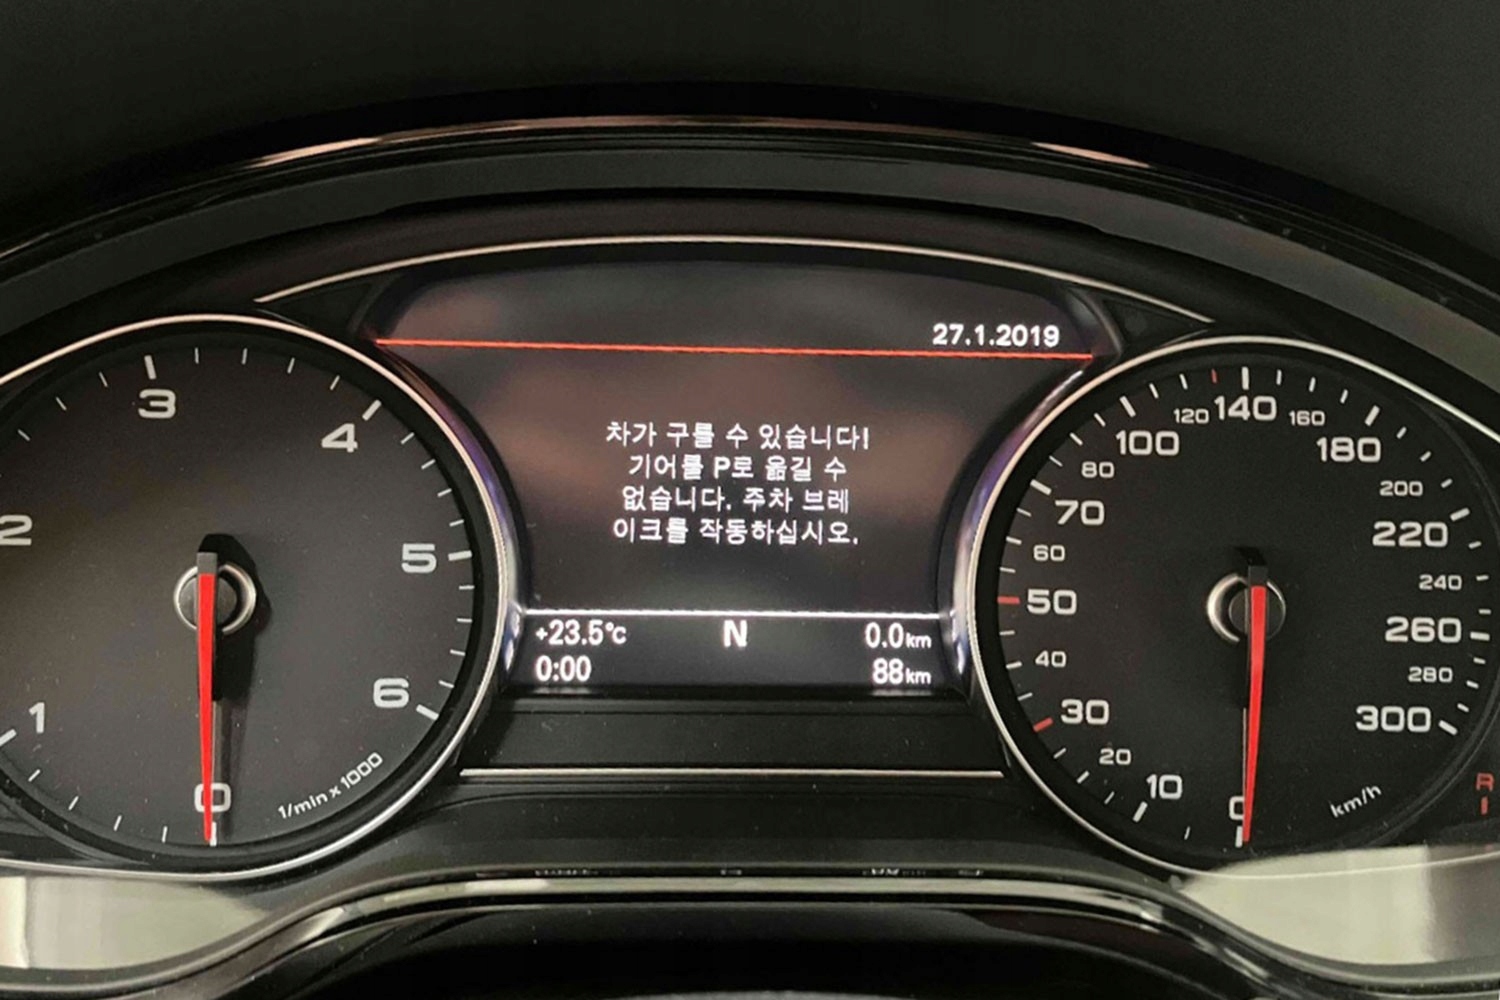 27.1.2019
차가 구를 수 있습니다!
기어를 P로 옮길 수
없습니다. 주차 브레
이크를 작동하십시오.
+23.5°C N 0.0km
0:00 88km
1 2 3 4 5 6
0
1/min x 1000
0 10 20 30 40 50 60 70 80 100 120 140 160 180 200 220 240 260 280 300
km/h
R